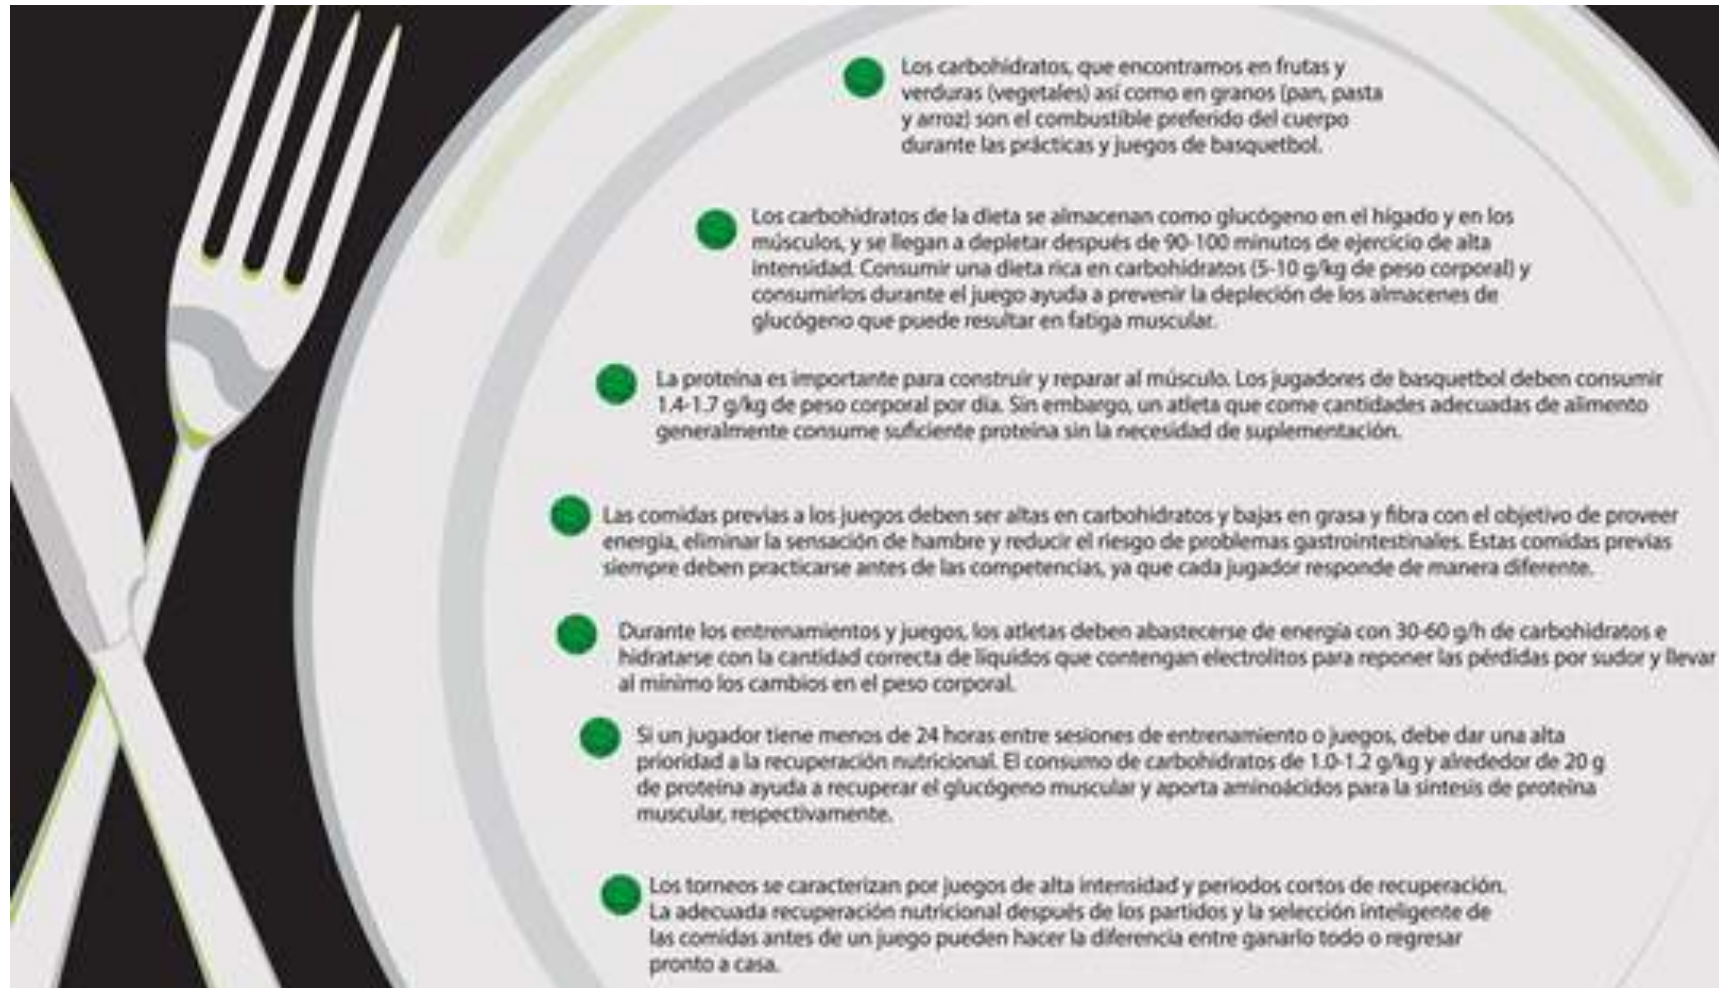 Los carbohidratos, que encontramos en frutas y
verduras (vegetales) así como en granos (pan, pasta
y arroz) son el combustible preferido del cuerpo
durante las prácticas y juegos de basquetbol.
Los carbohidratos de la dieta se almacenan como glucógeno en el hígado y en los
músculos, y se llegan a depletar después de 90-100 minutos de ejercicio de alta
intensidad. Consumir una dieta rica en carbohidratos (5-10 g/kg de peso corporal) y
consumirlos durante el juego ayuda a prevenir la depleción de los almacenes de
glucógeno que puede resultar en fatiga muscular.
La proteína es importante para construir y reparar al músculo. Los jugadores de basquetbol deben consumir
1.4-1.7 g/kg de peso corporal por día. Sin embargo, un atleta que come cantidades adecuadas de alimento
generalmente consume suficiente proteína sin la necesidad de suplementación.
Las comidas previas a los juegos deben ser altas en carbohidratos y bajas en grasa y fibra con el objetivo de proveer
energía, eliminar la sensación de hambre y reducir el riesgo de problemas gastrointestinales. Estas comidas previas
siempre deben practicarse antes de las competencias, ya que cada jugador responde de manera diferente.
Durante los entrenamientos y juegos, los atletas deben abastecerse de energía con 30-60 g/h de carbohidratos e
hidratarse con la cantidad correcta de líquidos que contengan electrolitos para reponer las pérdidas por sudor y llevar
al mínimo los cambios en el peso corporal.
Si un jugador tiene menos de 24 horas entre sesiones de entrenamiento o juegos, debe dar una alta
prioridad a la recuperación nutricional. El consumo de carbohidratos de 1.0-1.2 g/kg y alrededor de 20 g
de proteína ayuda a recuperar el glucógeno muscular y aporta aminoácidos para la síntesis de proteína
muscular, respectivamente.
Los torneos se caracterizan por juegos de alta intensidad y periodos cortos de recuperación.
La adecuada recuperación nutricional después de los partidos y la selección inteligente de
las comidas antes de un juego pueden hacer la diferencia entre ganarlo todo o regresar
pronto a casa.